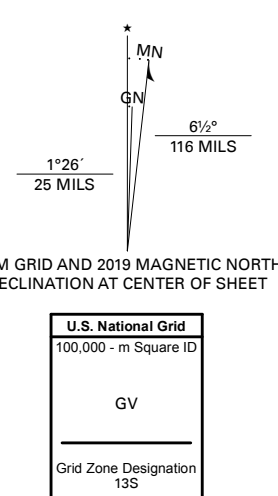 ★
MN
GN
6½°
116 MILS
1°26´
25 MILS
M GRID AND 2019 MAGNETIC NORTH
ECLINATION AT CENTER OF SHEET
U.S. National Grid
100,000 - m Square ID
GV
Grid Zone Designation
13S